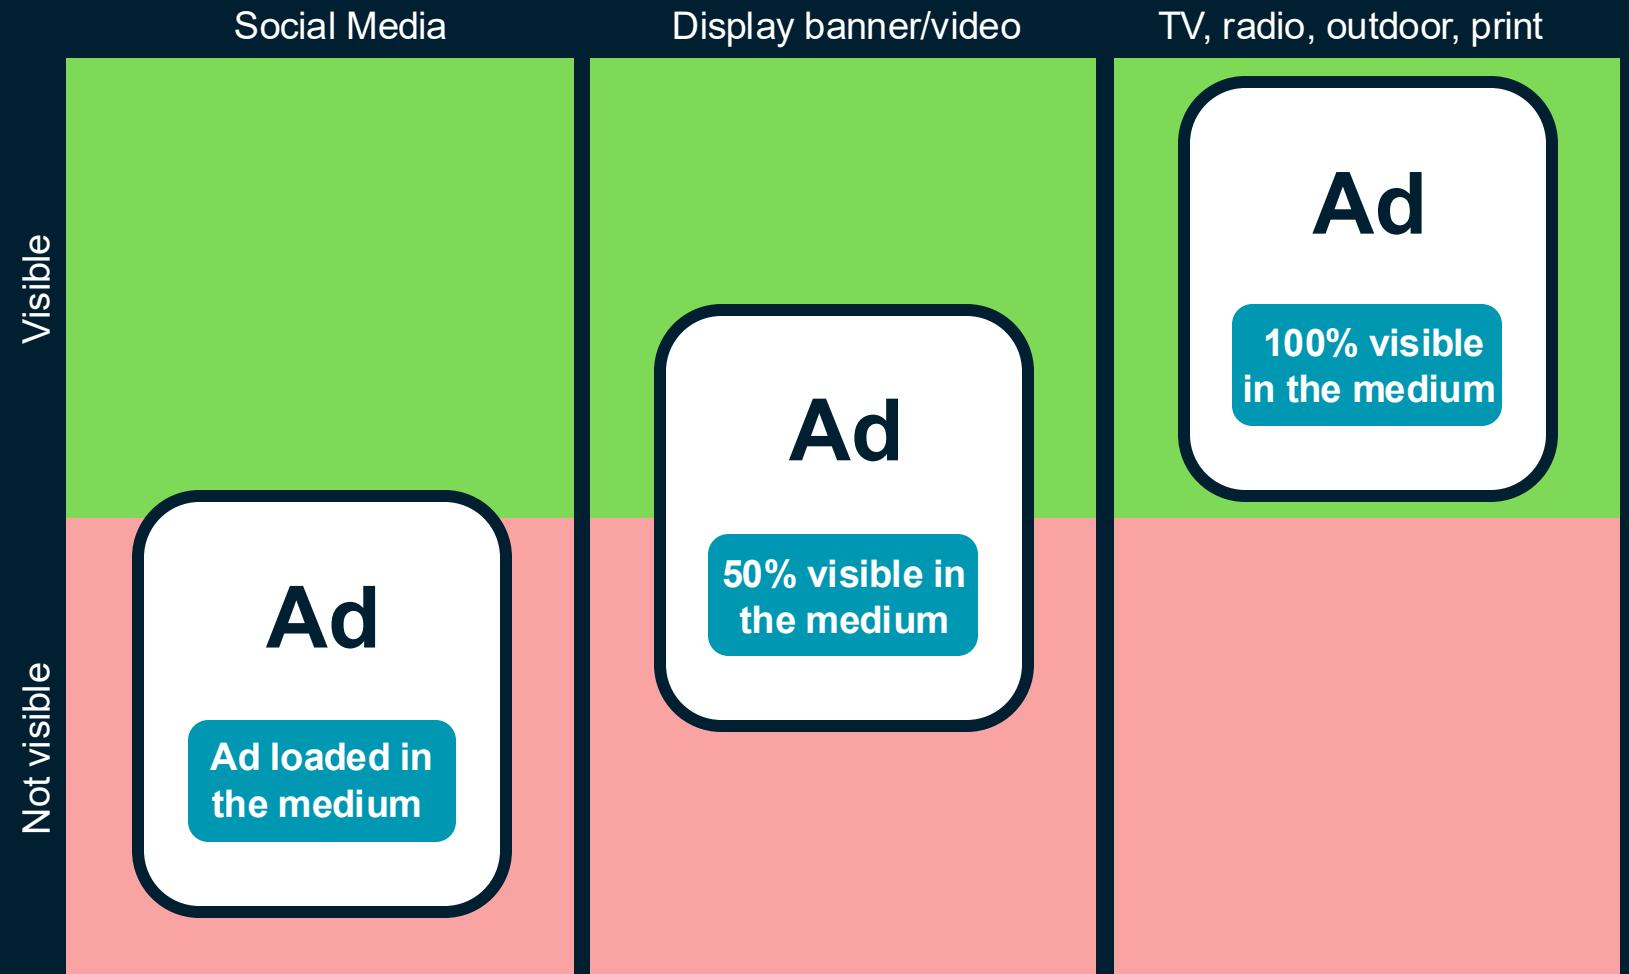 Social Media
Display banner/video
TV, radio, outdoor, print
Visible
Not visible
Ad
Ad loaded in
the medium
Ad
50% visible in
the medium
Ad
100% visible
in the medium